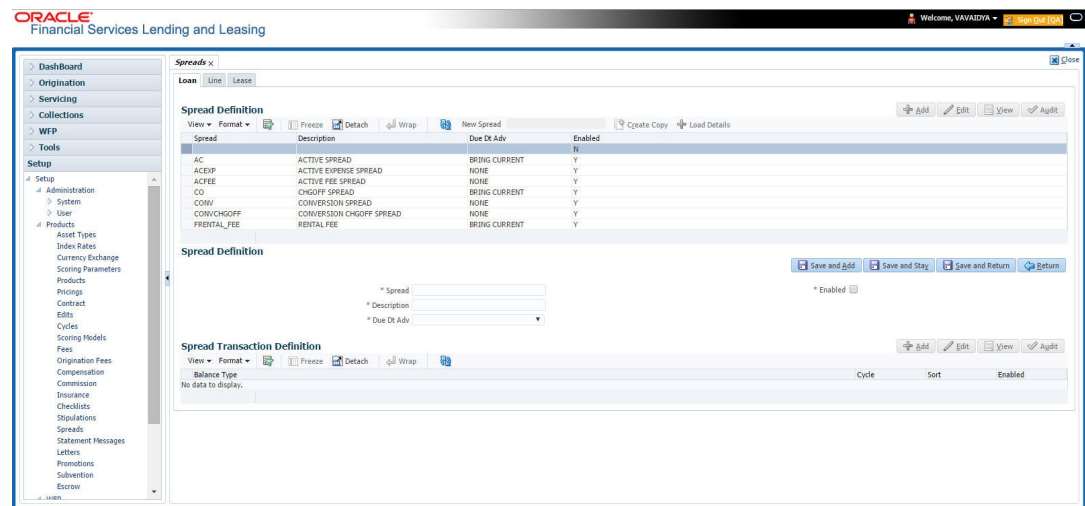 ORACLE
Financial Services Lending and Leasing
Welcome, VAVAIDYA
Sign Out [QA]
Close
DashBoard
Origination
Servicing
Collections
WFP
Tools
Setup
Setup
Administration
System
User
Products
Asset Types
Index Rates
Currency Exchange
Scoring Parameters
Products
Pricings
Contract
Edits
Cycles
Scoring Models
Fees
Origination Fees
Compensation
Commission
Insurance
Checklists
Stipulations
Spreads
Statement Messages
Letters
Promotions
Subvention
Escrow
WFP
Spreads x
Loan Line Lease
Spread Definition
Add Edit View Audit
View Format Freeze Detach Wrap New Spread Create Copy Load Details
Spread Description Due Dt Adv Enabled
N
AC ACTIVE SPREAD BRING CURRENT Y
ACEXP ACTIVE EXPENSE SPREAD NONE Y
ACFEE ACTIVE FEE SPREAD NONE Y
CO CHGOFF SPREAD BRING CURRENT Y
CONV CONVERSION SPREAD NONE Y
CONVCHGOFF CONVERSION CHGOFF SPREAD NONE Y
FRENTAL_FEE RENTAL FEE BRING CURRENT Y
Spread Definition
Save and Add Save and Stay Save and Return Return
* Spread
* Enabled
* Description
* Due Dt Adv
Spread Transaction Definition
Add Edit View Audit
View Format Freeze Detach Wrap
Balance Type Cycle Sort Enabled
No data to display.